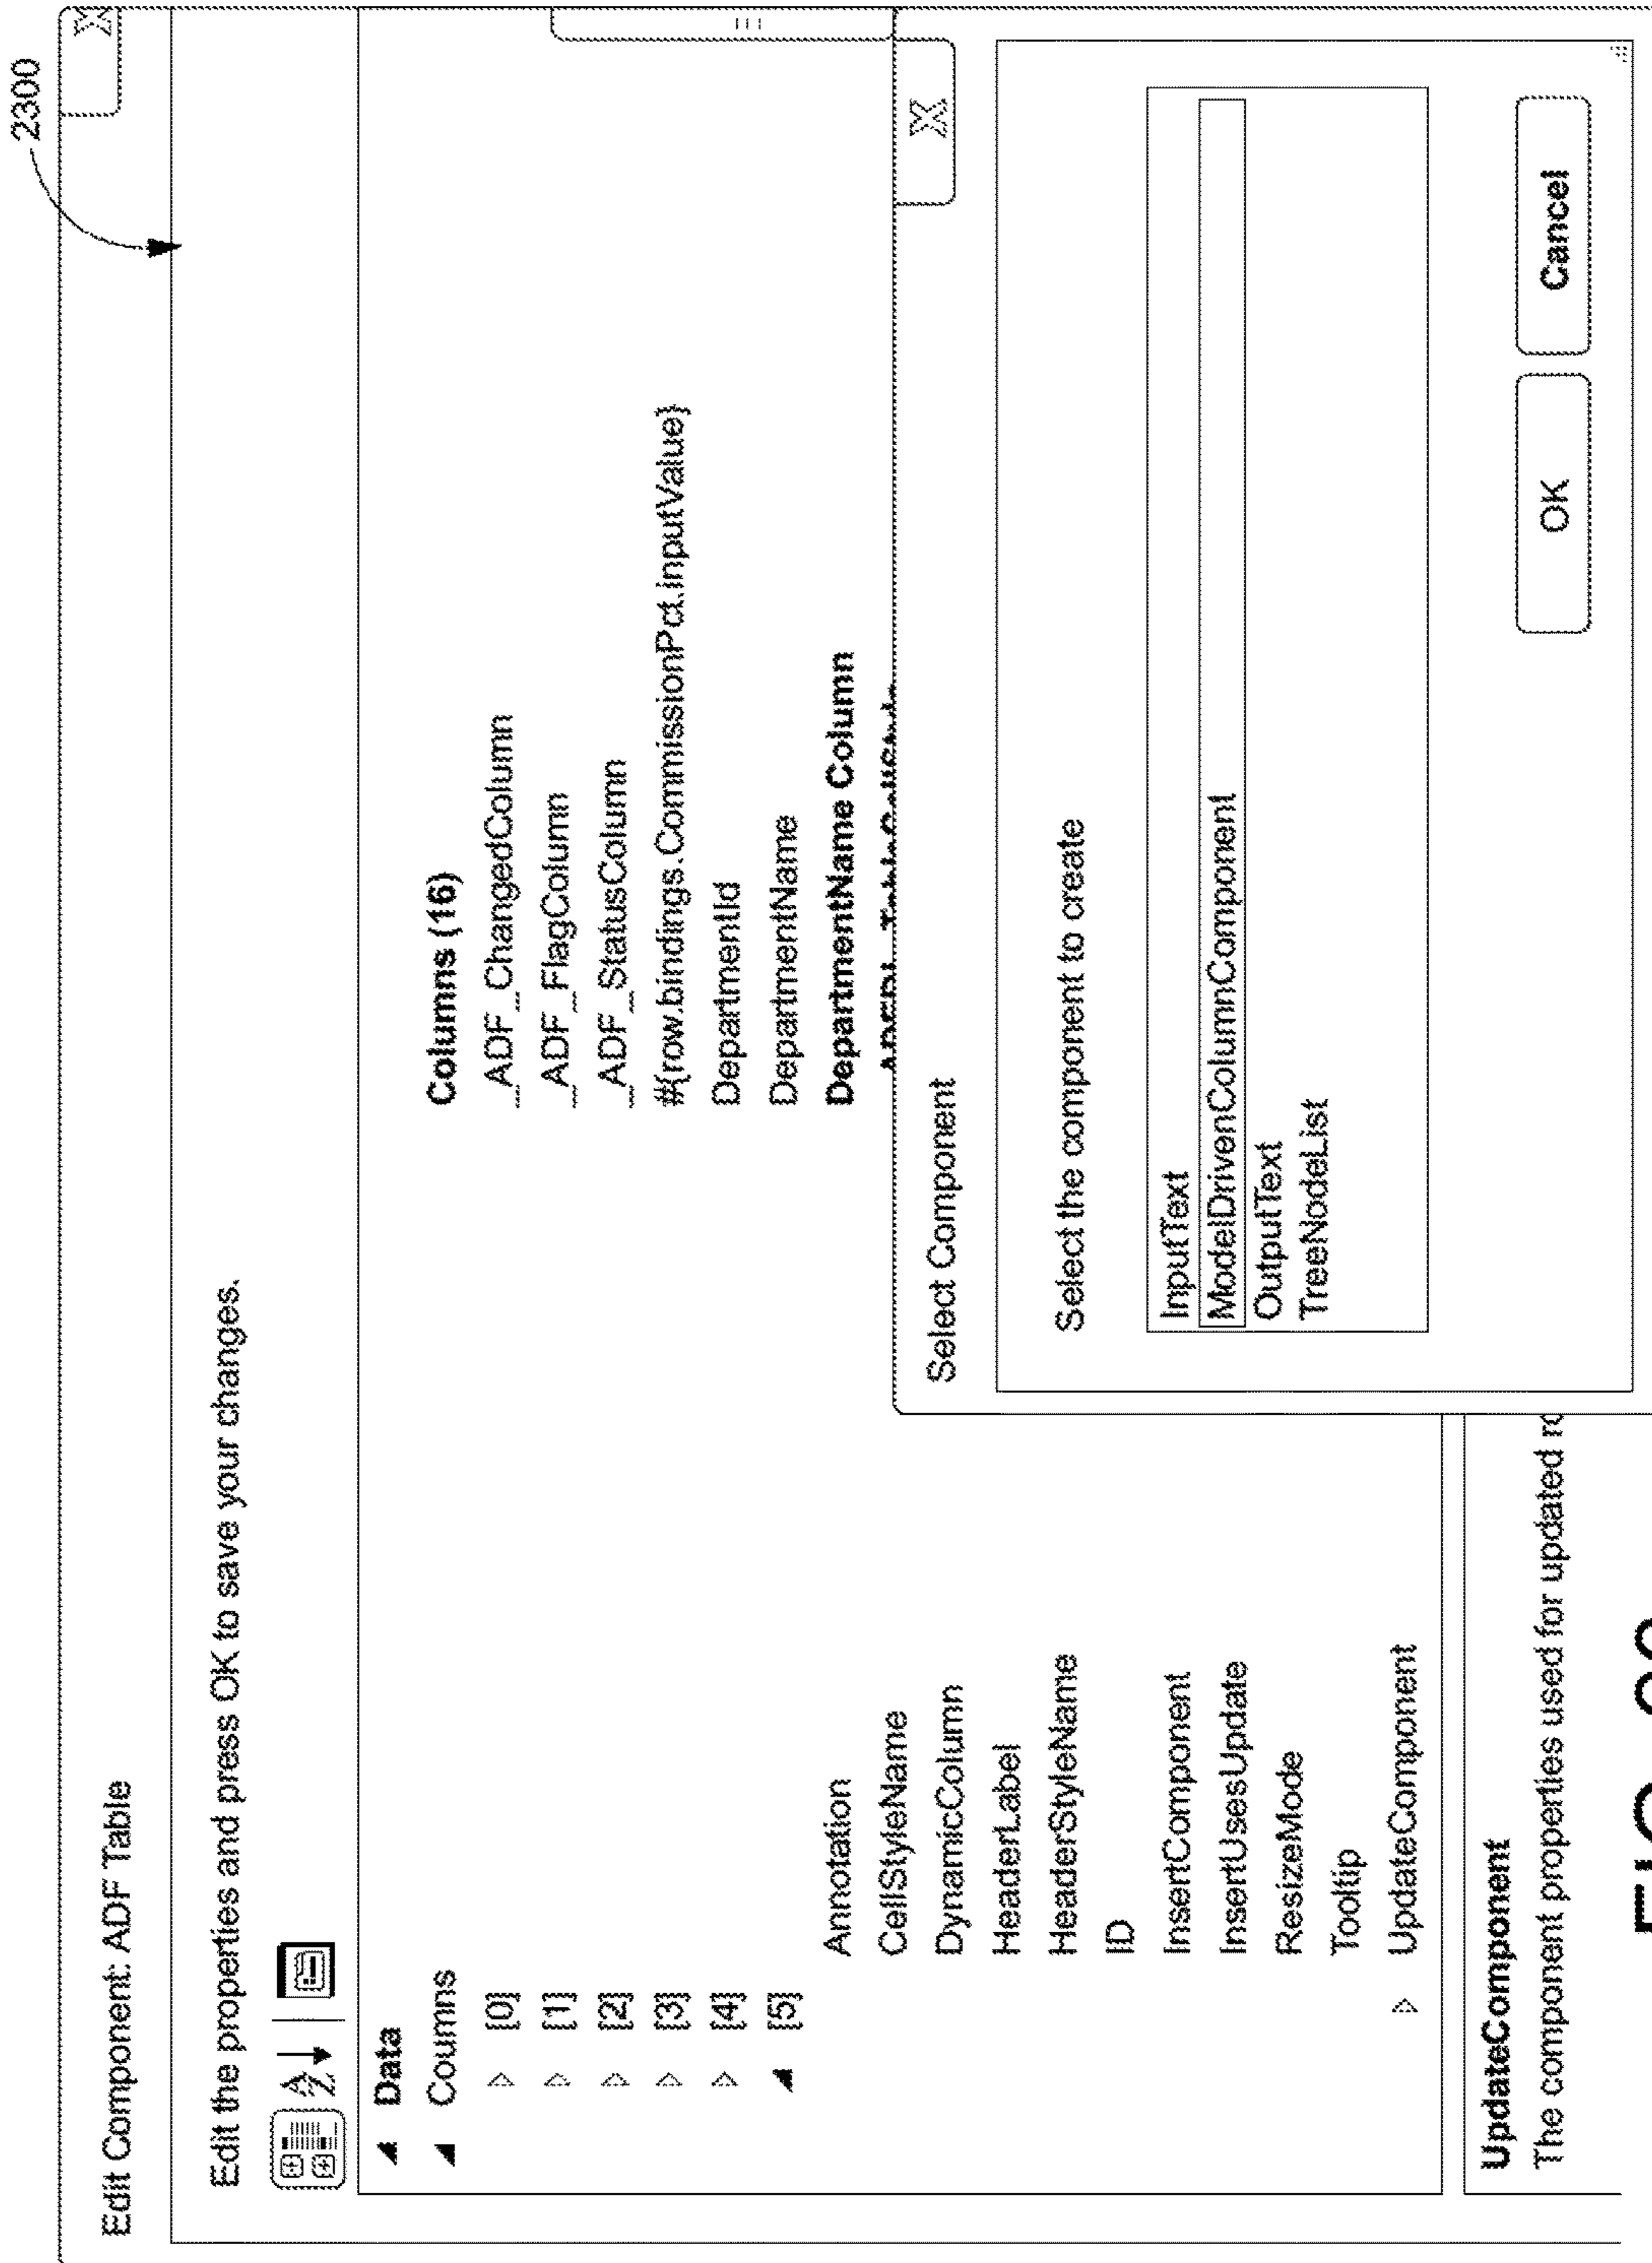 2300
Edit Component: ADF Table X
Edit the properties and press OK to save your changes.
Data
Coumns Columns (16)
[0] _ADF_ChangedColumn
[1] _ADF_FlagColumn
[2] _ADF_StatusColumn
[3] #{row.bindings.CommissionPct.inputValue}
[4] DepartmentId
[5] DepartmentName
Annotation DepartmentName Column
CellStyleName
DynamicColumn
HeaderLabel
HeaderStyleName
ID
InsertComponent
InsertUsesUpdate
ResizeMode
Tooltip
UpdateComponent
Select Component X
Select the component to create
InputText
ModelDrivenColumnComponent
OutputText
TreeNodeList
OK Cancel
UpdateComponent
The component properties used for updated ro